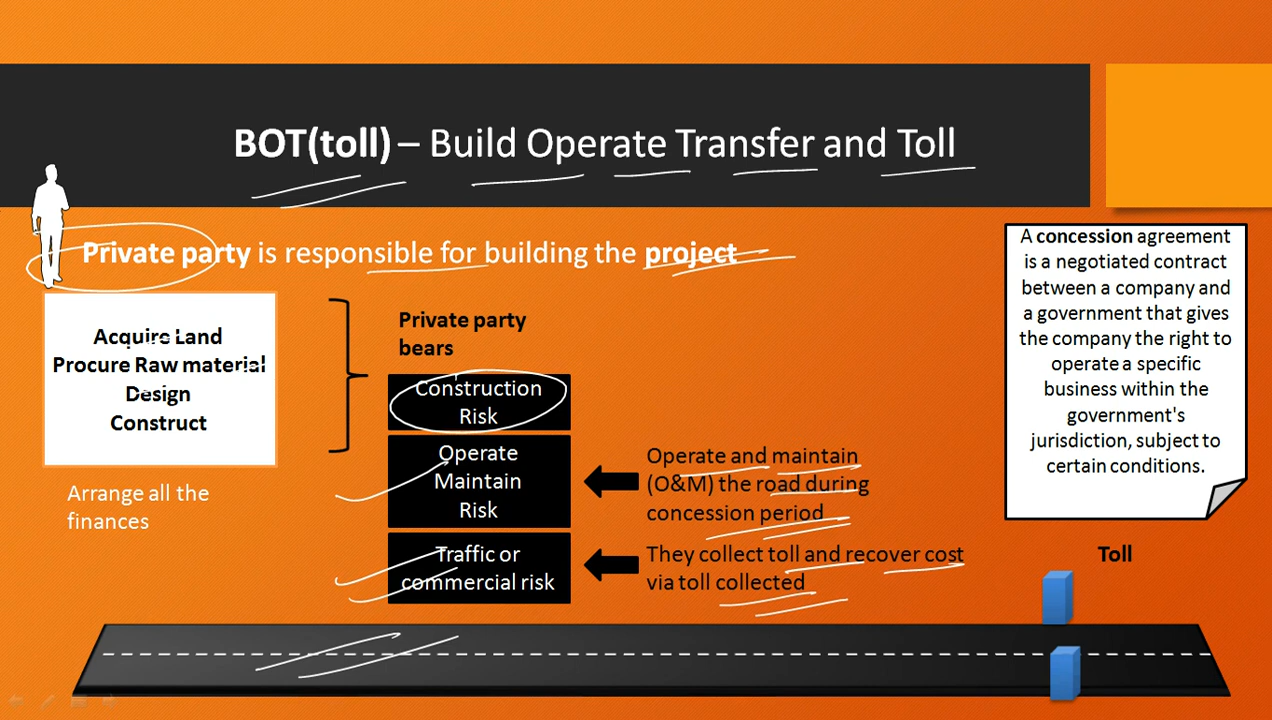 BOT(toll) – Build Operate Transfer and Toll
Private party is responsible for building the project
Acquire Land
Procure Raw material
Design
Construct
Arrange all the
finances
Private party
bears
Construction
Risk
Operate
Maintain
Risk
Traffic or
commercial risk
Operate and maintain
(O&M) the road during
concession period
They collect toll and recover cost
via toll collected
A concession agreement
is a negotiated contract
between a company and
a government that gives
the company the right to
operate a specific
business within the
government's
jurisdiction, subject to
certain conditions.
Toll